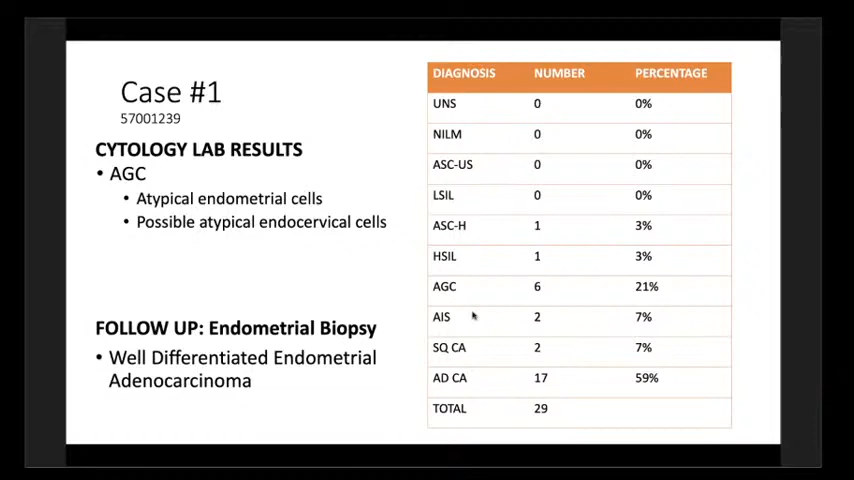 Case #1
57001239
CYTOLOGY LAB RESULTS
• AGC
• Atypical endometrial cells
• Possible atypical endocervical cells
FOLLOW UP: Endometrial Biopsy
• Well Differentiated Endometrial
Adenocarcinoma
DIAGNOSIS NUMBER PERCENTAGE
UNS 0 0%
NILM 0 0%
ASC-US 0 0%
LSIL 0 0%
ASC-H 1 3%
HSIL 1 3%
AGC 6 21%
AIS 2 7%
SQ CA 2 7%
AD CA 17 59%
TOTAL 29